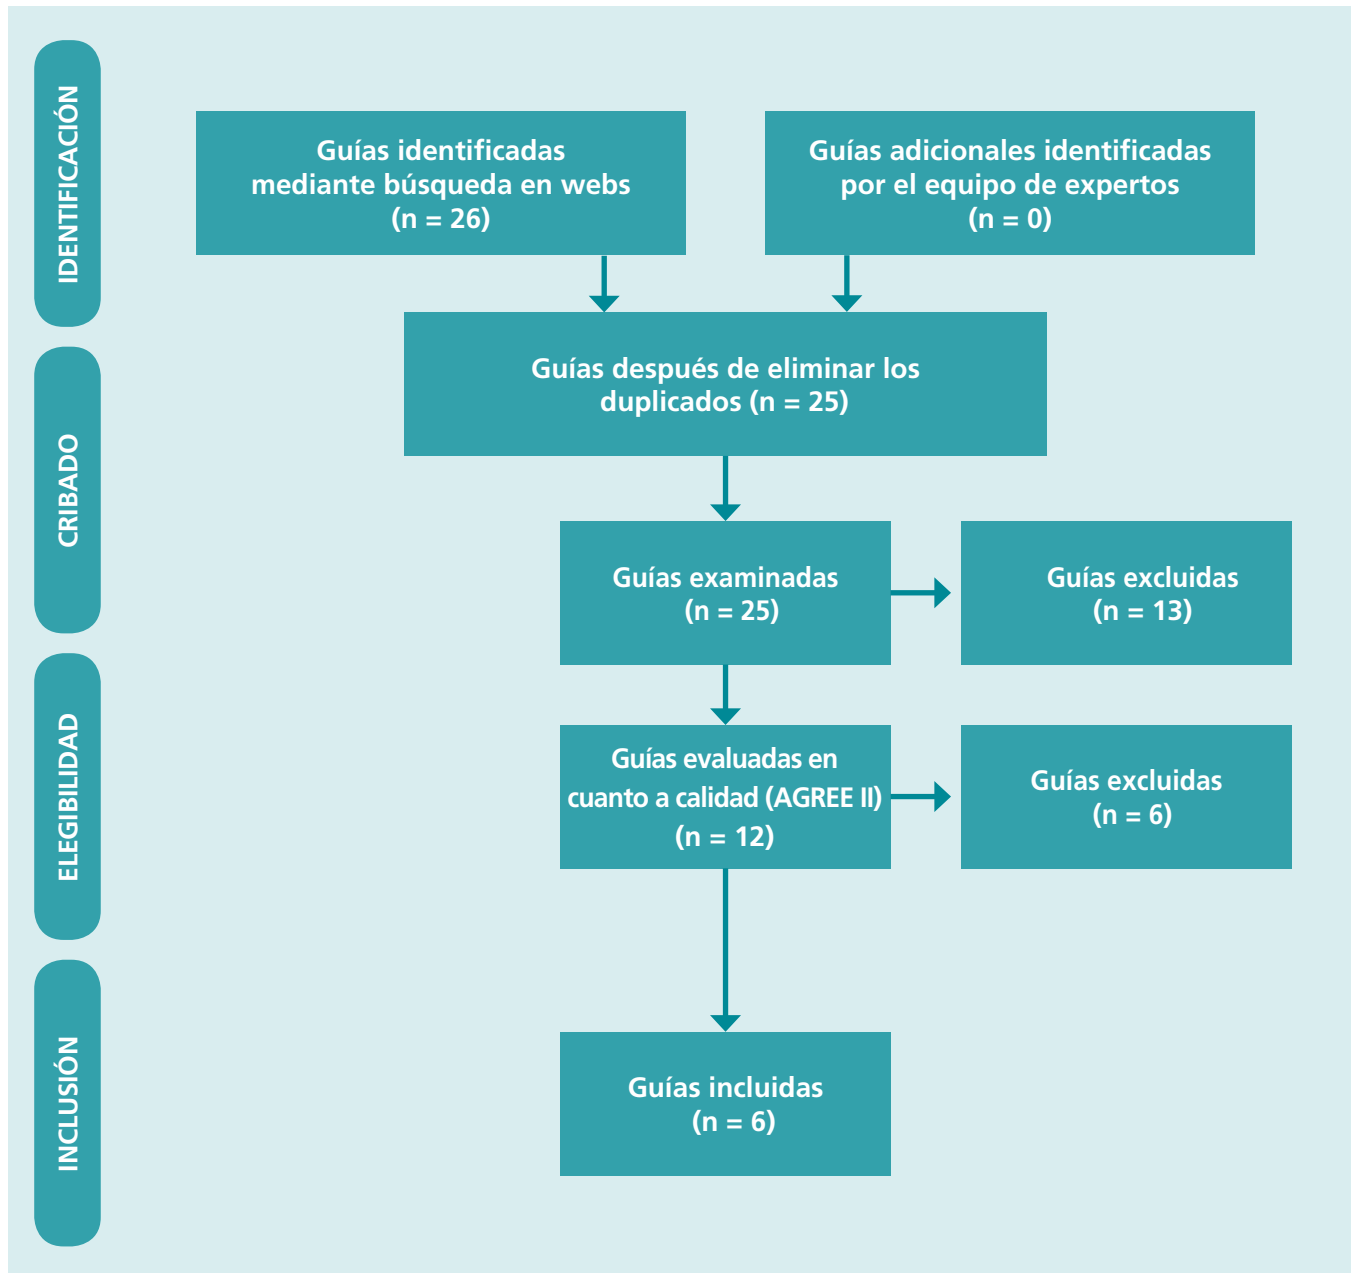 IDENTIFICACIÓN
Guías identificadas
mediante búsqueda en webs
(n = 26)
Guías adicionales identificadas
por el equipo de expertos
(n = 0)
CRIBADO
Guías después de eliminar los
duplicados (n = 25)
Guías examinadas
(n = 25)
Guías excluidas
(n = 13)
ELEGIBILIDAD
Guías evaluadas en
cuanto a calidad (AGREE II)
(n = 12)
Guías excluidas
(n = 6)
INCLUSIÓN
Guías incluidas
(n = 6)